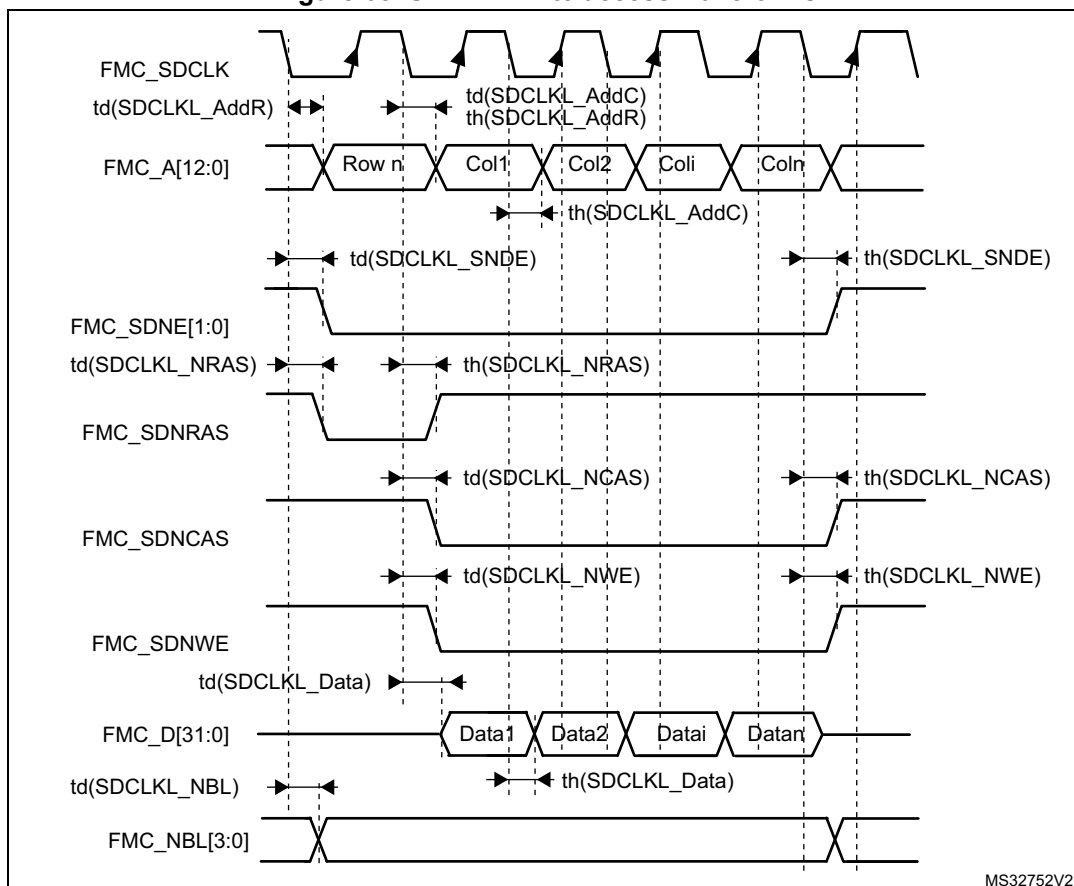 FMC_SDCLK
td(SDCLKL_AddR)
td(SDCLKL_AddC)
th(SDCLKL_AddR)
FMC_A[12:0]
Row n
Col1
Col2
Coli
Coln
th(SDCLKL_AddC)
td(SDCLKL_SNDE)
th(SDCLKL_SNDE)
FMC_SDNE[1:0]
td(SDCLKL_NRAS)
th(SDCLKL_NRAS)
FMC_SDNRAS
td(SDCLKL_NCAS)
th(SDCLKL_NCAS)
FMC_SDNCAS
td(SDCLKL_NWE)
th(SDCLKL_NWE)
FMC_SDNWE
td(SDCLKL_Data)
FMC_D[31:0]
Data1
Data2
Datai
Datan
td(SDCLKL_NBL)
th(SDCLKL_Data)
FMC_NBL[3:0]
MS32752V2